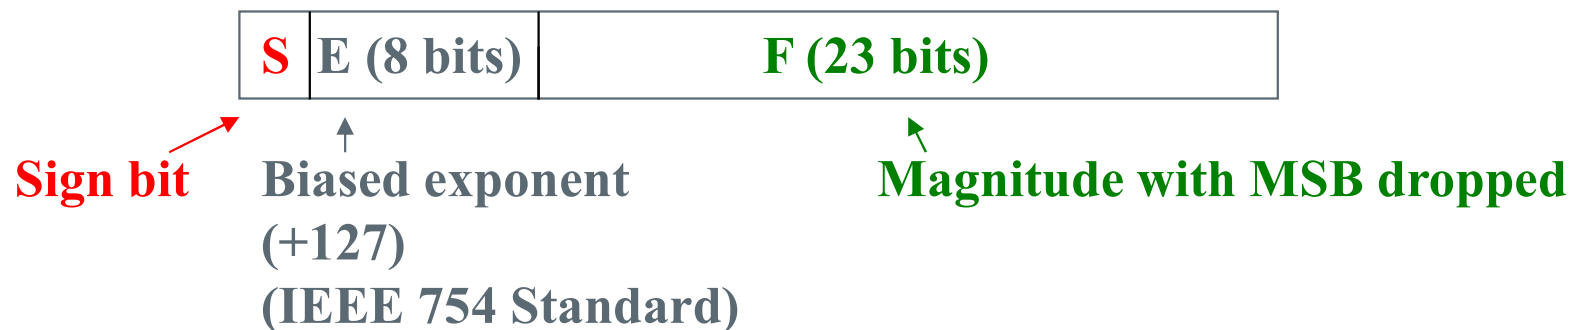 S E (8 bits) F (23 bits)
Sign bit Biased exponent Magnitude with MSB dropped
(+127)
(IEEE 754 Standard)